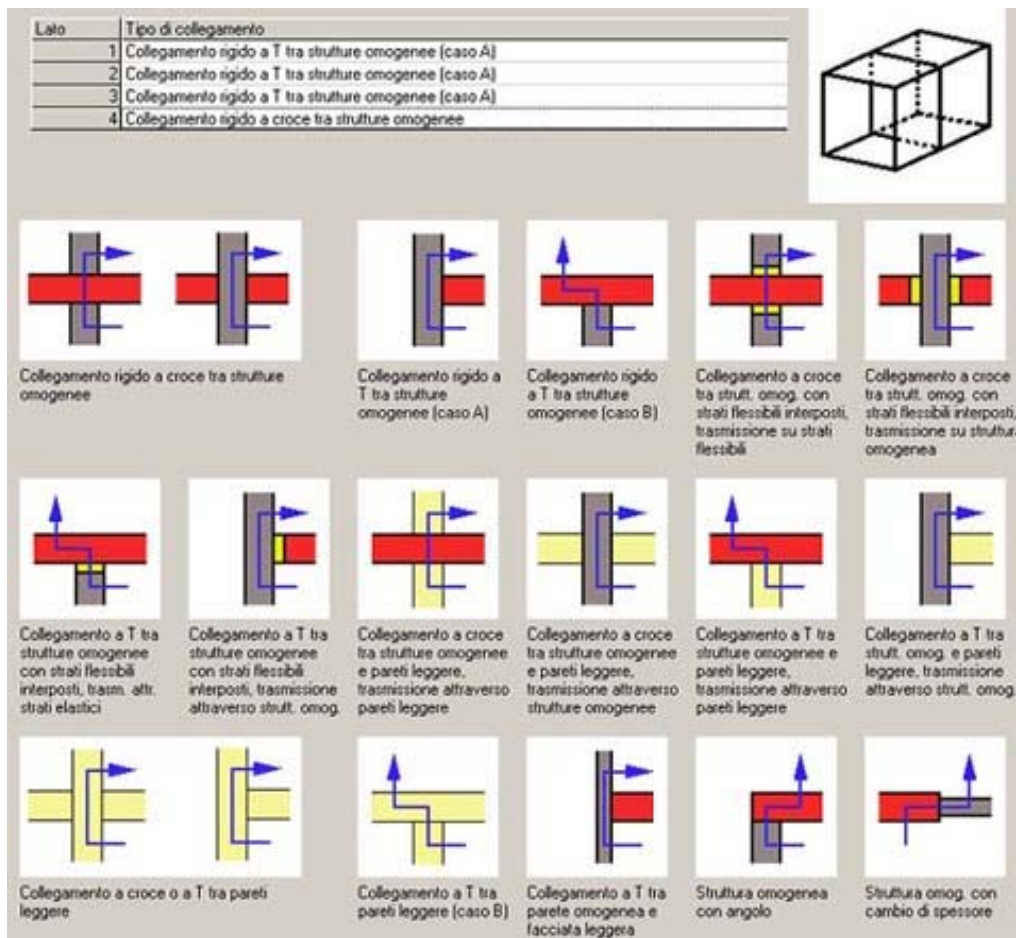 Lato Tipo di collegamento
1 Collegamento rigido a T tra strutture omogenee (caso A)
2 Collegamento rigido a T tra strutture omogenee (caso A)
3 Collegamento rigido a T tra strutture omogenee (caso A)
4 Collegamento rigido a croce tra strutture omogenee
Collegamento rigido a croce tra strutture
omogenee
Collegamento rigido a
T tra strutture
omogenee (caso A)
Collegamento rigido
a T tra strutture
omogenee (caso B)
Collegamento a croce
tra strutt. omog. con
strati flessibili interposti,
trasmissione su strati
flessibili
Collegamento a croce
tra strutt. omog. con
strati flessibili interposti,
trasmissione su struttura
omogenea
Collegamento a T tra
strutture omogenee
con strati flessibili
interposti, trasm. attr.
strati elastici
Collegamento a T tra
strutture omogenee
con strati flessibili
interposti, trasmissione
attraverso strutt. omog.
Collegamento a croce
tra strutture omogenee
e pareti leggere,
trasmissione attraverso
pareti leggere
Collegamento a croce
tra strutture omogenee
e pareti leggere,
trasmissione attraverso
strutture omogenee
Collegamento a T tra
strutture omogenee e
pareti leggere,
trasmissione attraverso
pareti leggere
Collegamento a T tra
strutt. omog. e pareti
leggere, trasmissione
attraverso strutt. omog.
Collegamento a croce o a T tra pareti
leggere
Collegamento a T tra
pareti leggere (caso B)
Collegamento a T tra
parete omogenea e
facciata leggera
Struttura omogenea
con angolo
Struttura omog. con
cambio di spessore